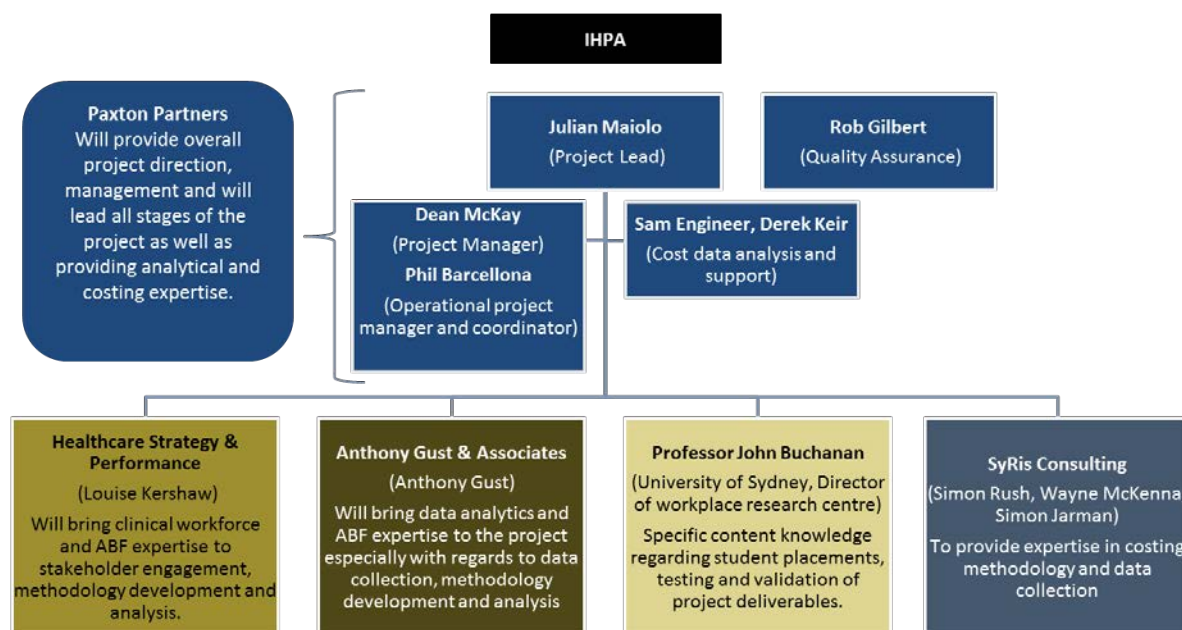 IHPA
Paxton Partners
Will provide overall
project direction,
management and will
lead all stages of the
project as well as
providing analytical and
costing expertise.
Julian Maiolo
(Project Lead)
Rob Gilbert
(Quality Assurance)
Dean McKay
(Project Manager)
Phil Barcellona
(Operational project
manager and coordinator)
Sam Engineer, Derek Keir
(Cost data analysis and
support)
Healthcare Strategy &
Performance
(Louise Kershaw)
Will bring clinical workforce
and ABF expertise to
stakeholder engagement,
methodology development and
analysis.
Anthony Gust & Associates
(Anthony Gust)
Will bring data analytics and
ABF expertise to the project
especially with regards to data
collection, methodology
development and analysis
Professor John Buchanan
(University of Sydney, Director
of workplace research centre)
Specific content knowledge
regarding student placements,
testing and validation of
project deliverables.
SyRis Consulting
(Simon Rush, Wayne McKenna,
Simon Jarman)
To provide expertise in costing
methodology and data
collection